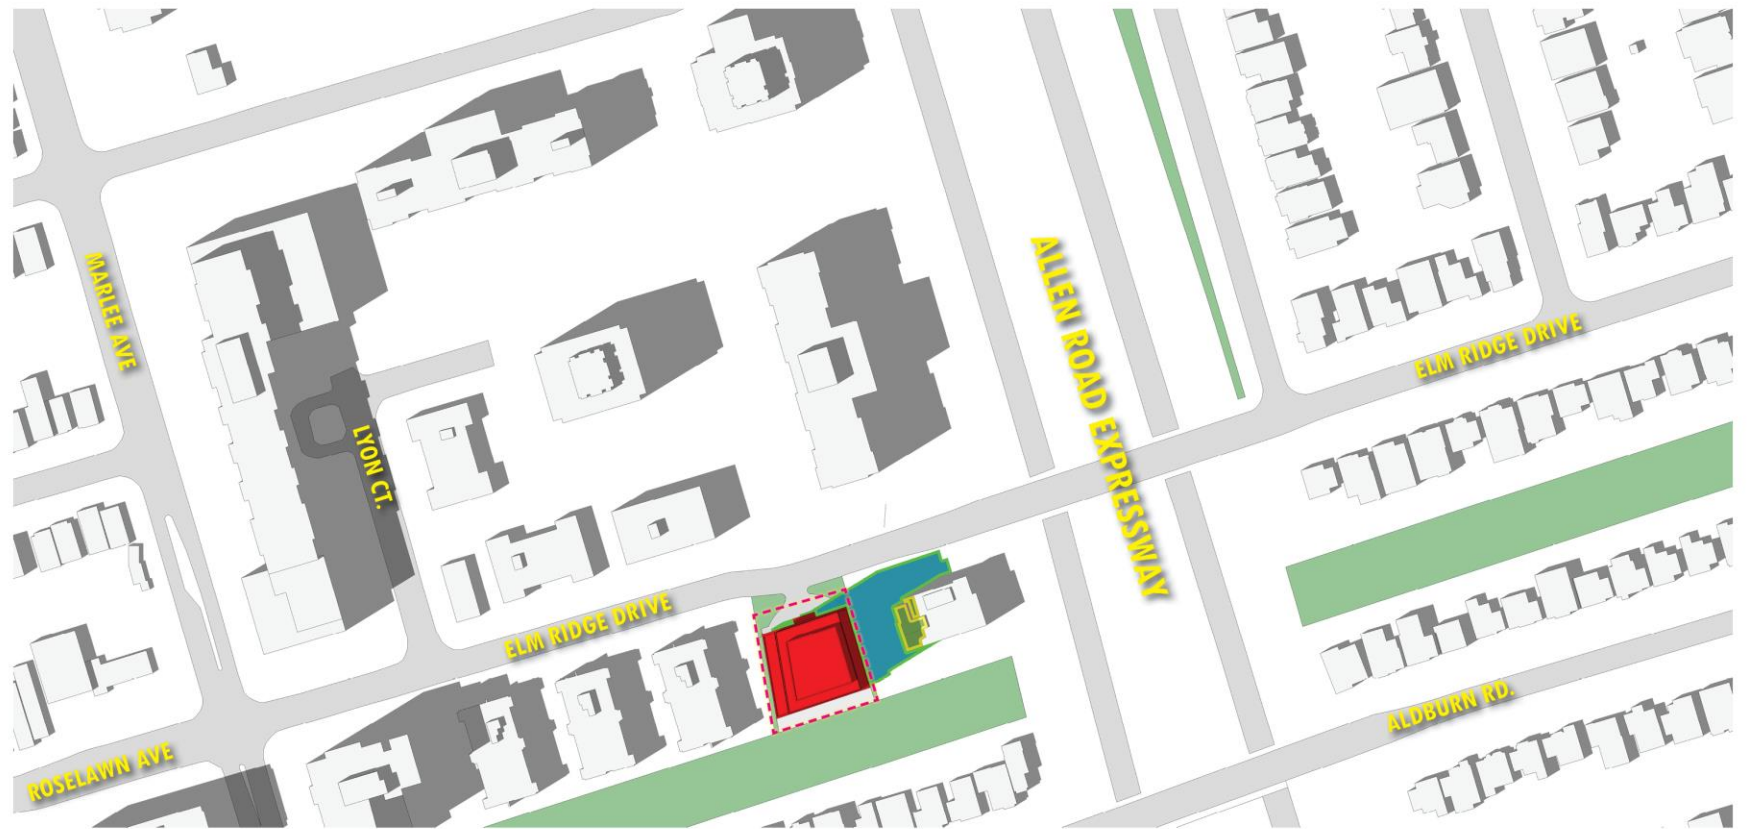 MARLEE AVE
ALLEN ROAD EXPRESSWAY
ELM RIDGE DRIVE
LYON CT.
ELM RIDGE DRIVE
ALDBURN RD.
ROSELAWN AVE